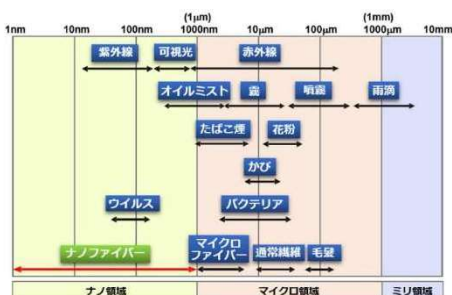 (1μm) (1mm)
1nm 10nm 100nm 1000nm 10μm 100μm 1000μm 10mm
紫外線 可視光 赤外線
オイルミスト 霧 噴霧 雨滴
たばこ煙 花粉
かび
ウイルス バクテリア
ナノファイバー マイクロ 通常繊維 毛髪
ファイバー
ナノ領域 マイクロ領域 ミリ領域